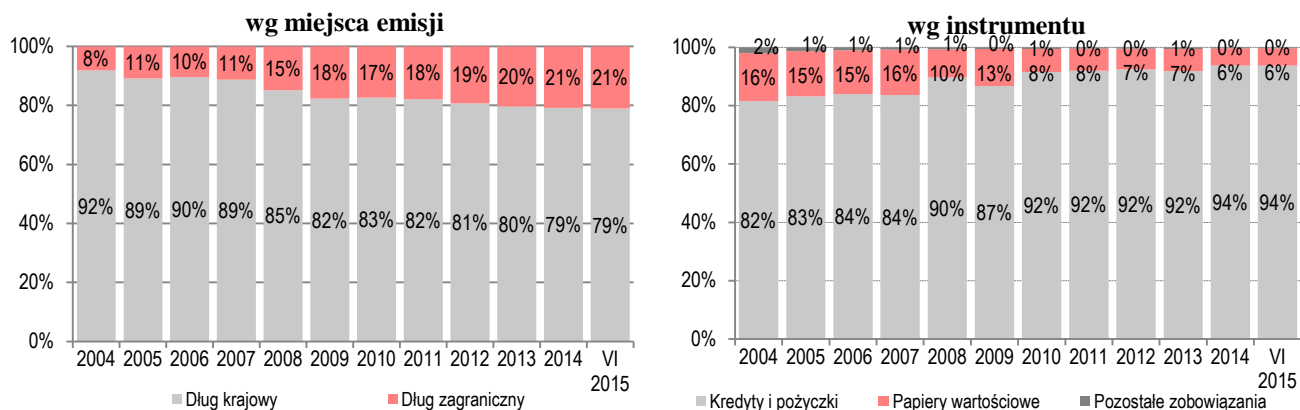 wg miejsca emisji
100%
80%
60%
40%
20%
0%
8% 11% 10% 11% 15% 18% 17% 18% 19% 20% 21% 21%
92% 89% 90% 89% 85% 82% 83% 82% 81% 80% 79% 79%
2004 2005 2006 2007 2008 2009 2010 2011 2012 2013 2014 VI
2015
Dług krajowy Dług zagraniczny
wg instrumentu
100%
80%
60%
40%
20%
0%
2% 1% 1% 1% 1% 0% 1% 0% 0% 1% 0% 0%
16% 15% 15% 16% 10% 13% 8% 8% 7% 7% 6% 6%
82% 83% 84% 84% 90% 87% 92% 92% 92% 92% 94% 94%
2004 2005 2006 2007 2008 2009 2010 2011 2012 2013 2014 VI
2015
Kredyty i pożyczki Papiery wartościowe Pozostałe zobowiązania